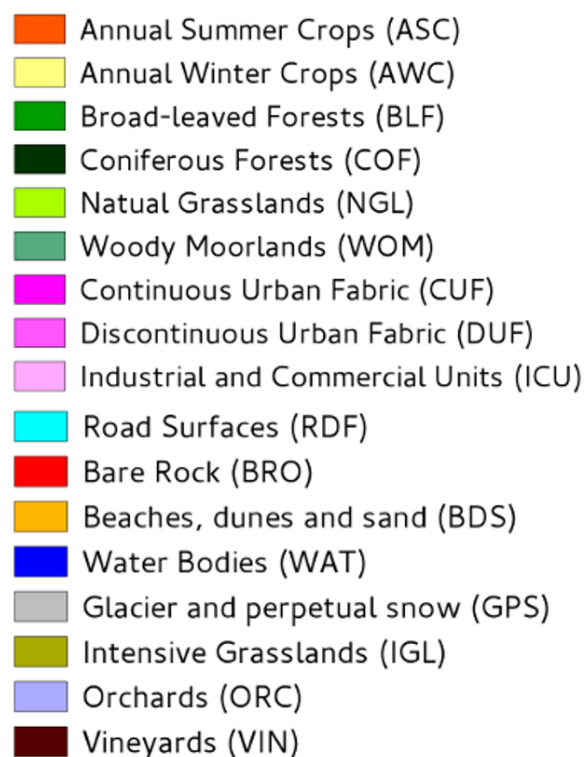 Annual Summer Crops (ASC)
Annual Winter Crops (AWC)
Broad-leaved Forests (BLF)
Coniferous Forests (COF)
Natual Grasslands (NGL)
Woody Moorlands (WOM)
Continuous Urban Fabric (CUF)
Discontinuous Urban Fabric (DUF)
Industrial and Commercial Units (ICU)
Road Surfaces (RDF)
Bare Rock (BRO)
Beaches, dunes and sand (BDS)
Water Bodies (WAT)
Glacier and perpetual snow (GPS)
Intensive Grasslands (IGL)
Orchards (ORC)
Vineyards (VIN)